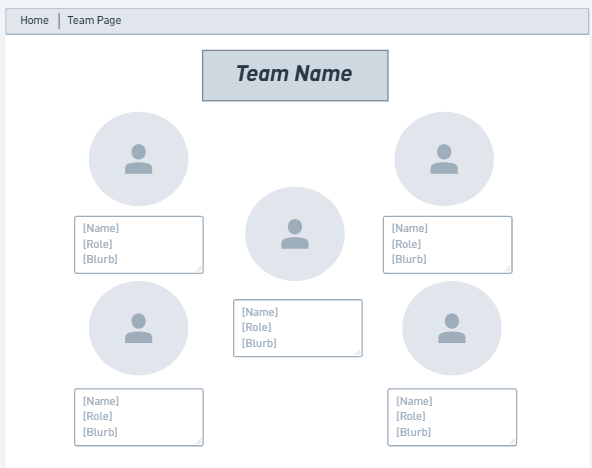 Home | Team Page
Team Name
[Name]
[Role]
[Blurb]
[Name]
[Role]
[Blurb]
[Name]
[Role]
[Blurb]
[Name]
[Role]
[Blurb]
[Name]
[Role]
[Blurb]